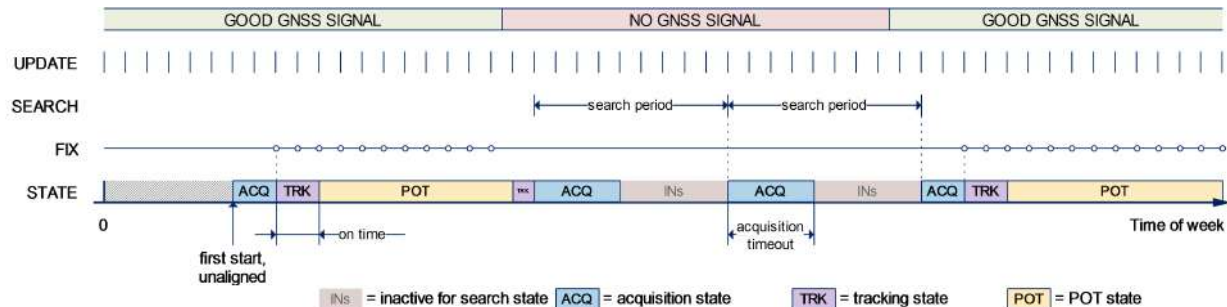 GOOD GNSS SIGNAL NO GNSS SIGNAL GOOD GNSS SIGNAL
UPDATE
SEARCH search period search period
FIX
STATE ACQ TRK POT TRK ACQ INs ACQ INs ACQ TRK POT
0 on time acquisition Time of week
timeout
first start,
unaligned
INs = inactive for search state ACQ = acquisition state TRK = tracking state POT = POT state